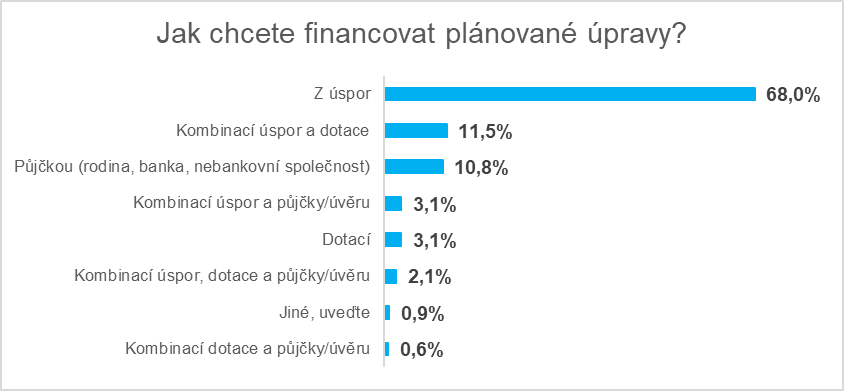 Jak chcete financovat plánované úpravy?
Z úspor 68,0%
Kombinací úspor a dotace 11,5%
Půjčkou (rodina, banka, nebankovní společnost) 10,8%
Kombinací úspor a půjčky/úvěru 3,1%
Dotací 3,1%
Kombinací úspor, dotace a půjčky/úvěru 2,1%
Jiné, uveďte 0,9%
Kombinací dotace a půjčky/úvěru 0,6%